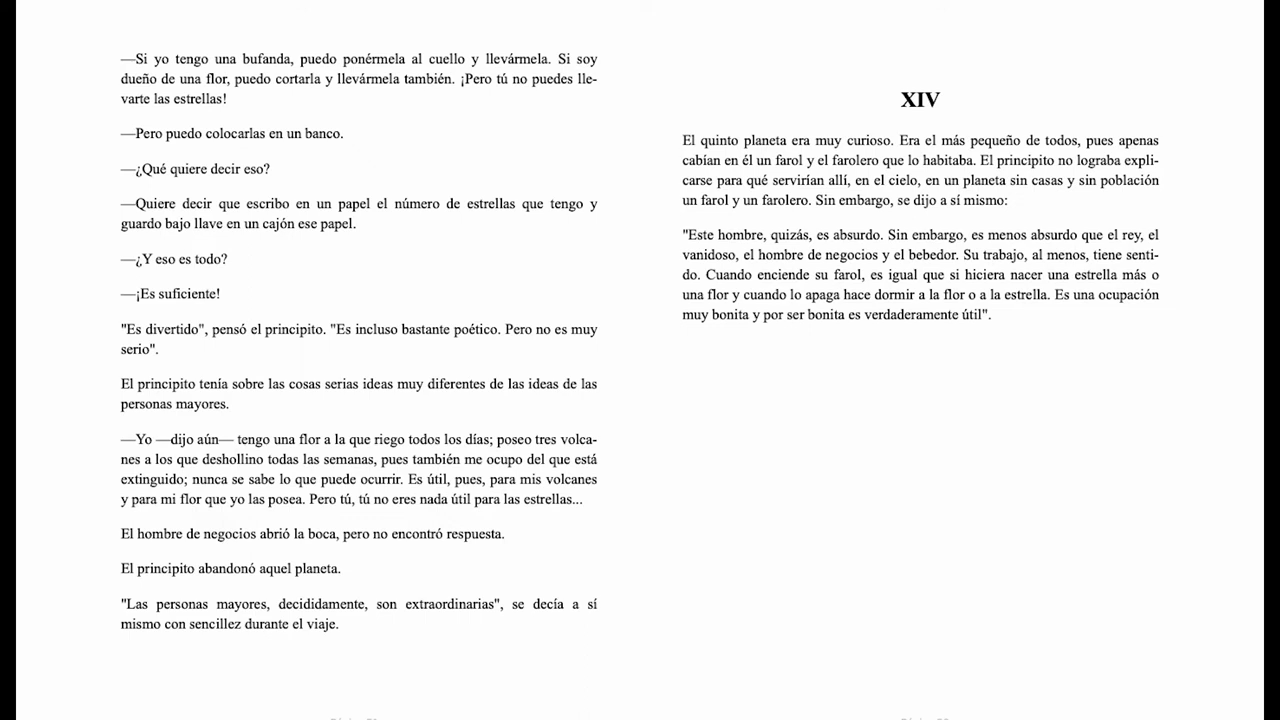 —Si yo tengo una bufanda, puedo ponérmela al cuello y llevármela. Si soy
dueño de una flor, puedo cortarla y llevármela también. ¡Pero tú no puedes lle-
varte las estrellas!
—Pero puedo colocarlas en un banco.
—¿Qué quiere decir eso?
—Quiere decir que escribo en un papel el número de estrellas que tengo y
guardo bajo llave en un cajón ese papel.
—¿Y eso es todo?
—¡Es suficiente!
"Es divertido", pensó el principito. "Es incluso bastante poético. Pero no es muy
serio".
El principito tenía sobre las cosas serias ideas muy diferentes de las ideas de las
personas mayores.
—Yo —dijo aún— tengo una flor a la que riego todos los días; poseo tres volca-
nes a los que deshollino todas las semanas, pues también me ocupo del que está
extinguido; nunca se sabe lo que puede ocurrir. Es útil, pues, para mis volcanes
y para mi flor que yo las posea. Pero tú, tú no eres nada útil para las estrellas...
El hombre de negocios abrió la boca, pero no encontró respuesta.
El principito abandonó aquel planeta.
"Las personas mayores, decididamente, son extraordinarias", se decía a sí
mismo con sencillez durante el viaje.
XIV
El quinto planeta era muy curioso. Era el más pequeño de todos, pues apenas
cabían en él un farol y el farolero que lo habitaba. El principito no lograba expli-
carse para qué servirían allí, en el cielo, en un planeta sin casas y sin población
un farol y un farolero. Sin embargo, se dijo a sí mismo:
"Este hombre, quizás, es absurdo. Sin embargo, es menos absurdo que el rey, el
vanidoso, el hombre de negocios y el bebedor. Su trabajo, al menos, tiene senti-
do. Cuando enciende su farol, es igual que si hiciera nacer una estrella más o
una flor y cuando lo apaga hace dormir a la flor o a la estrella. Es una ocupación
muy bonita y por ser bonita es verdaderamente útil".